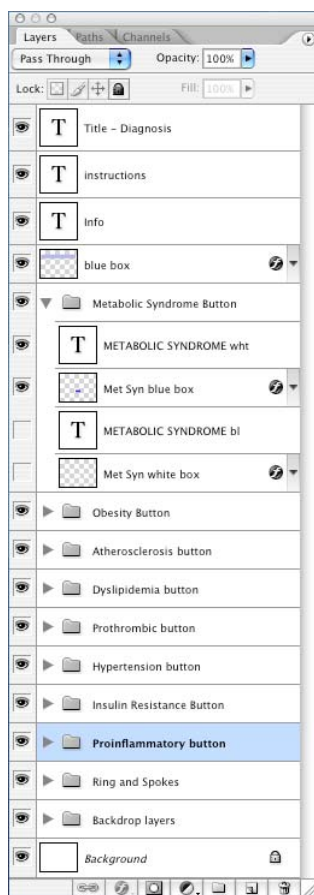 Layers Paths Channels
Pass Through Opacity: 100%
Lock: Fill: 100%
T Title - Diagnosis
T instructions
T Info
blue box
Metabolic Syndrome Button
T METABOLIC SYNDROME wht
Met Syn blue box
T METABOLIC SYNDROME bl
Met Syn white box
Obesity Button
Atherosclerosis button
Dyslipidemia button
Prothrombic button
Hypertension button
Insulin Resistance Button
Proinflammatory button
Ring and Spokes
Backdrop layers
Background